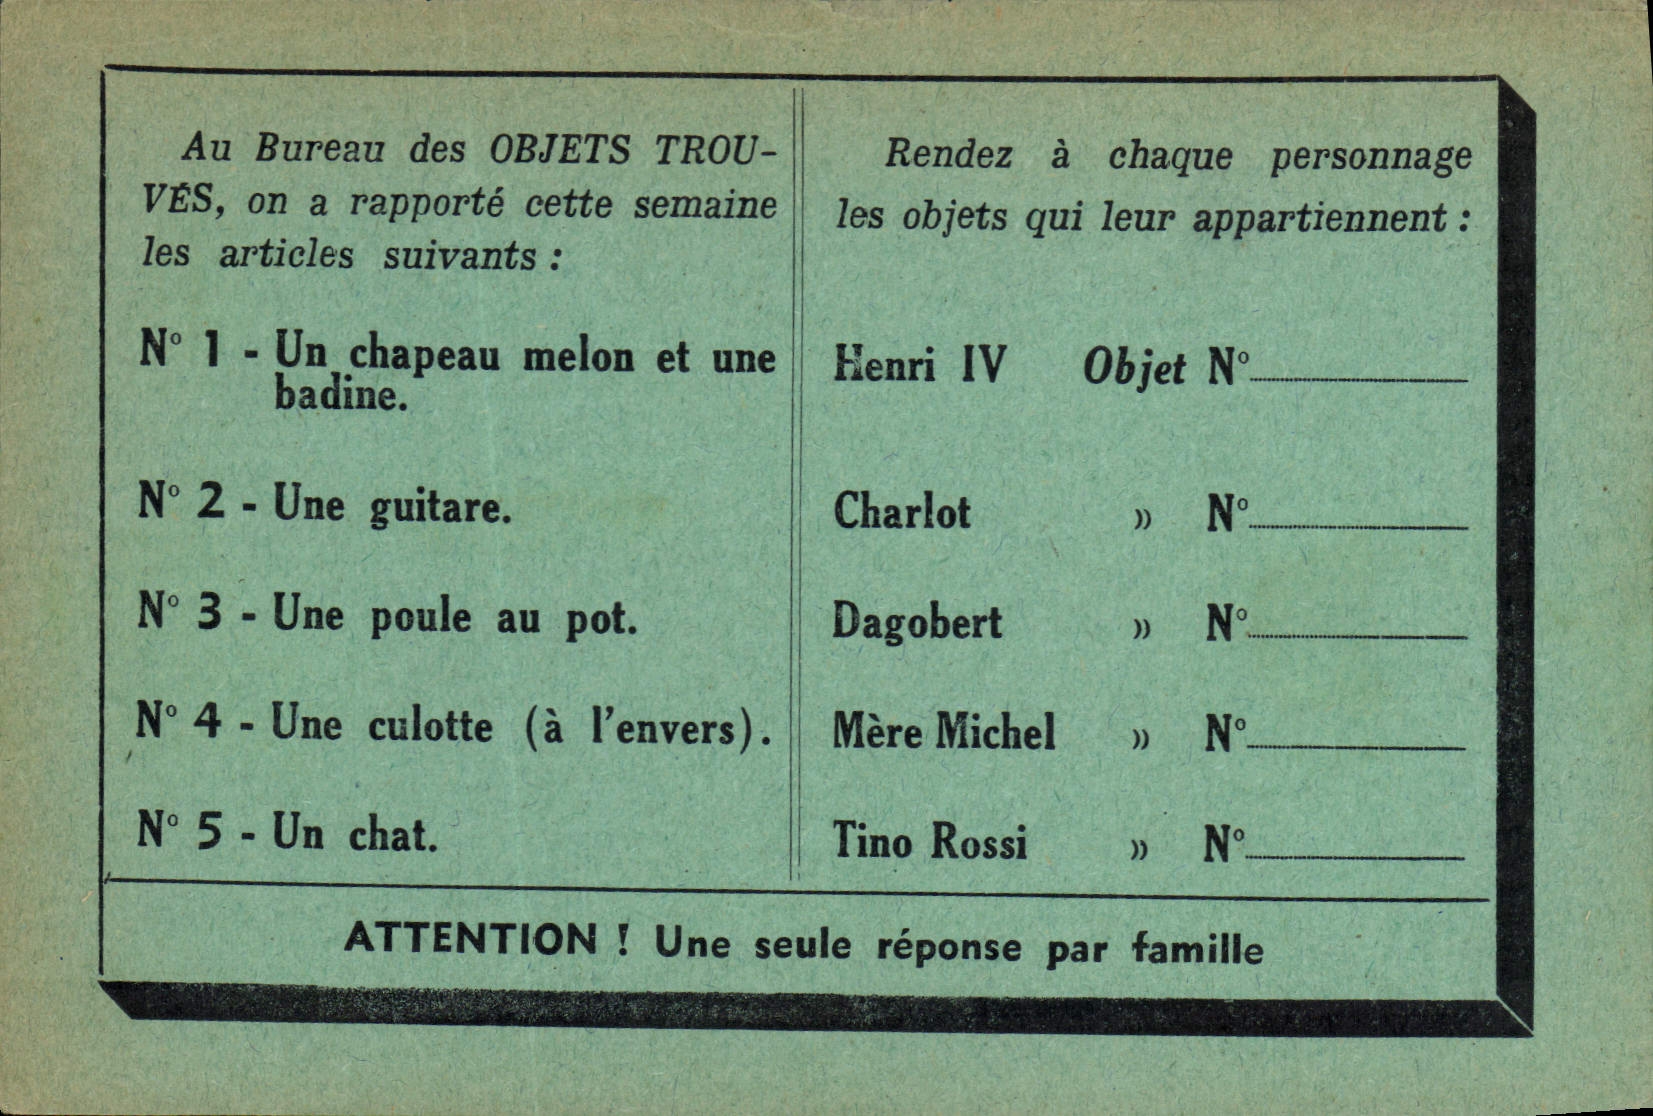 Au Bureau des OBJETS TROU-
VÉS, on a rapporté cette semaine
les articles suivants :
N° 1 - Un chapeau melon et une
badine.
N° 2 - Une guitare.
N° 3 - Une poule au pot.
N° 4 - Une culotte (à l'envers).
N° 5 - Un chat.
Rendez à chaque personnage
les objets qui leur appartiennent :
Henri IV Objet N°
Charlot » N°
Dagobert » N°
Mère Michel » N°
Tino Rossi » N°
ATTENTION ! Une seule réponse par famille